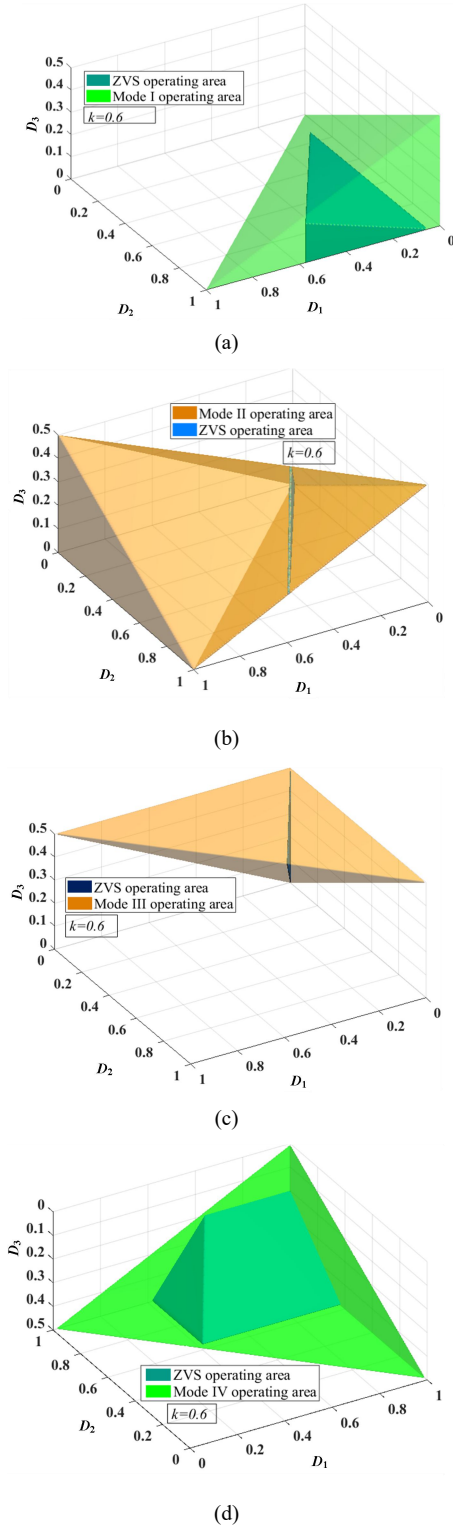 0.5
0.4
0.3
0.2
0.1
0
D3
ZVS operating area
Mode I operating area
k=0.6
0
0.2
0.4
0.6
0.8
1
D2
1
0.8
0.6
0.4
0.2
0
D1
(a)
0.5
0.4
0.3
0.2
0.1
0
D3
Mode II operating area
ZVS operating area
k=0.6
0.2
0.4
0.6
0.8
1
D2
1
0.8
0.6
0.4
0.2
0
D1
(b)
0.5
0.4
0.3
0.2
0.1
0
D3
ZVS operating area
Mode III operating area
k=0.6
0.2
0.4
0.6
0.8
1
D2
1
0.8
0.6
0.4
0.2
0
D1
(c)
0
0.1
0.2
0.3
0.4
0.5
D3
1
0.8
0.6
0.4
0.2
0
D2
ZVS operating area
Mode IV operating area
k=0.6
0
0.2
0.4
0.6
0.8
1
D1
(d)